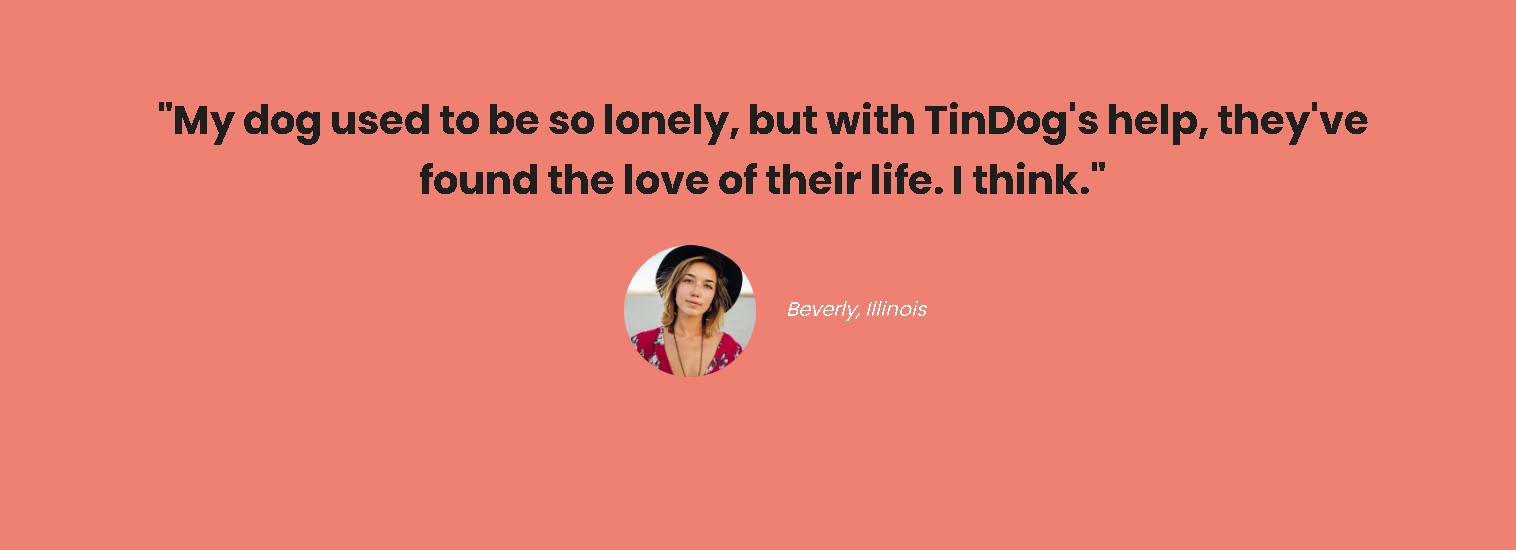 "My dog used to be so lonely, but with TinDog's help, they've
found the love of their life. I think."
Beverly, Illinois